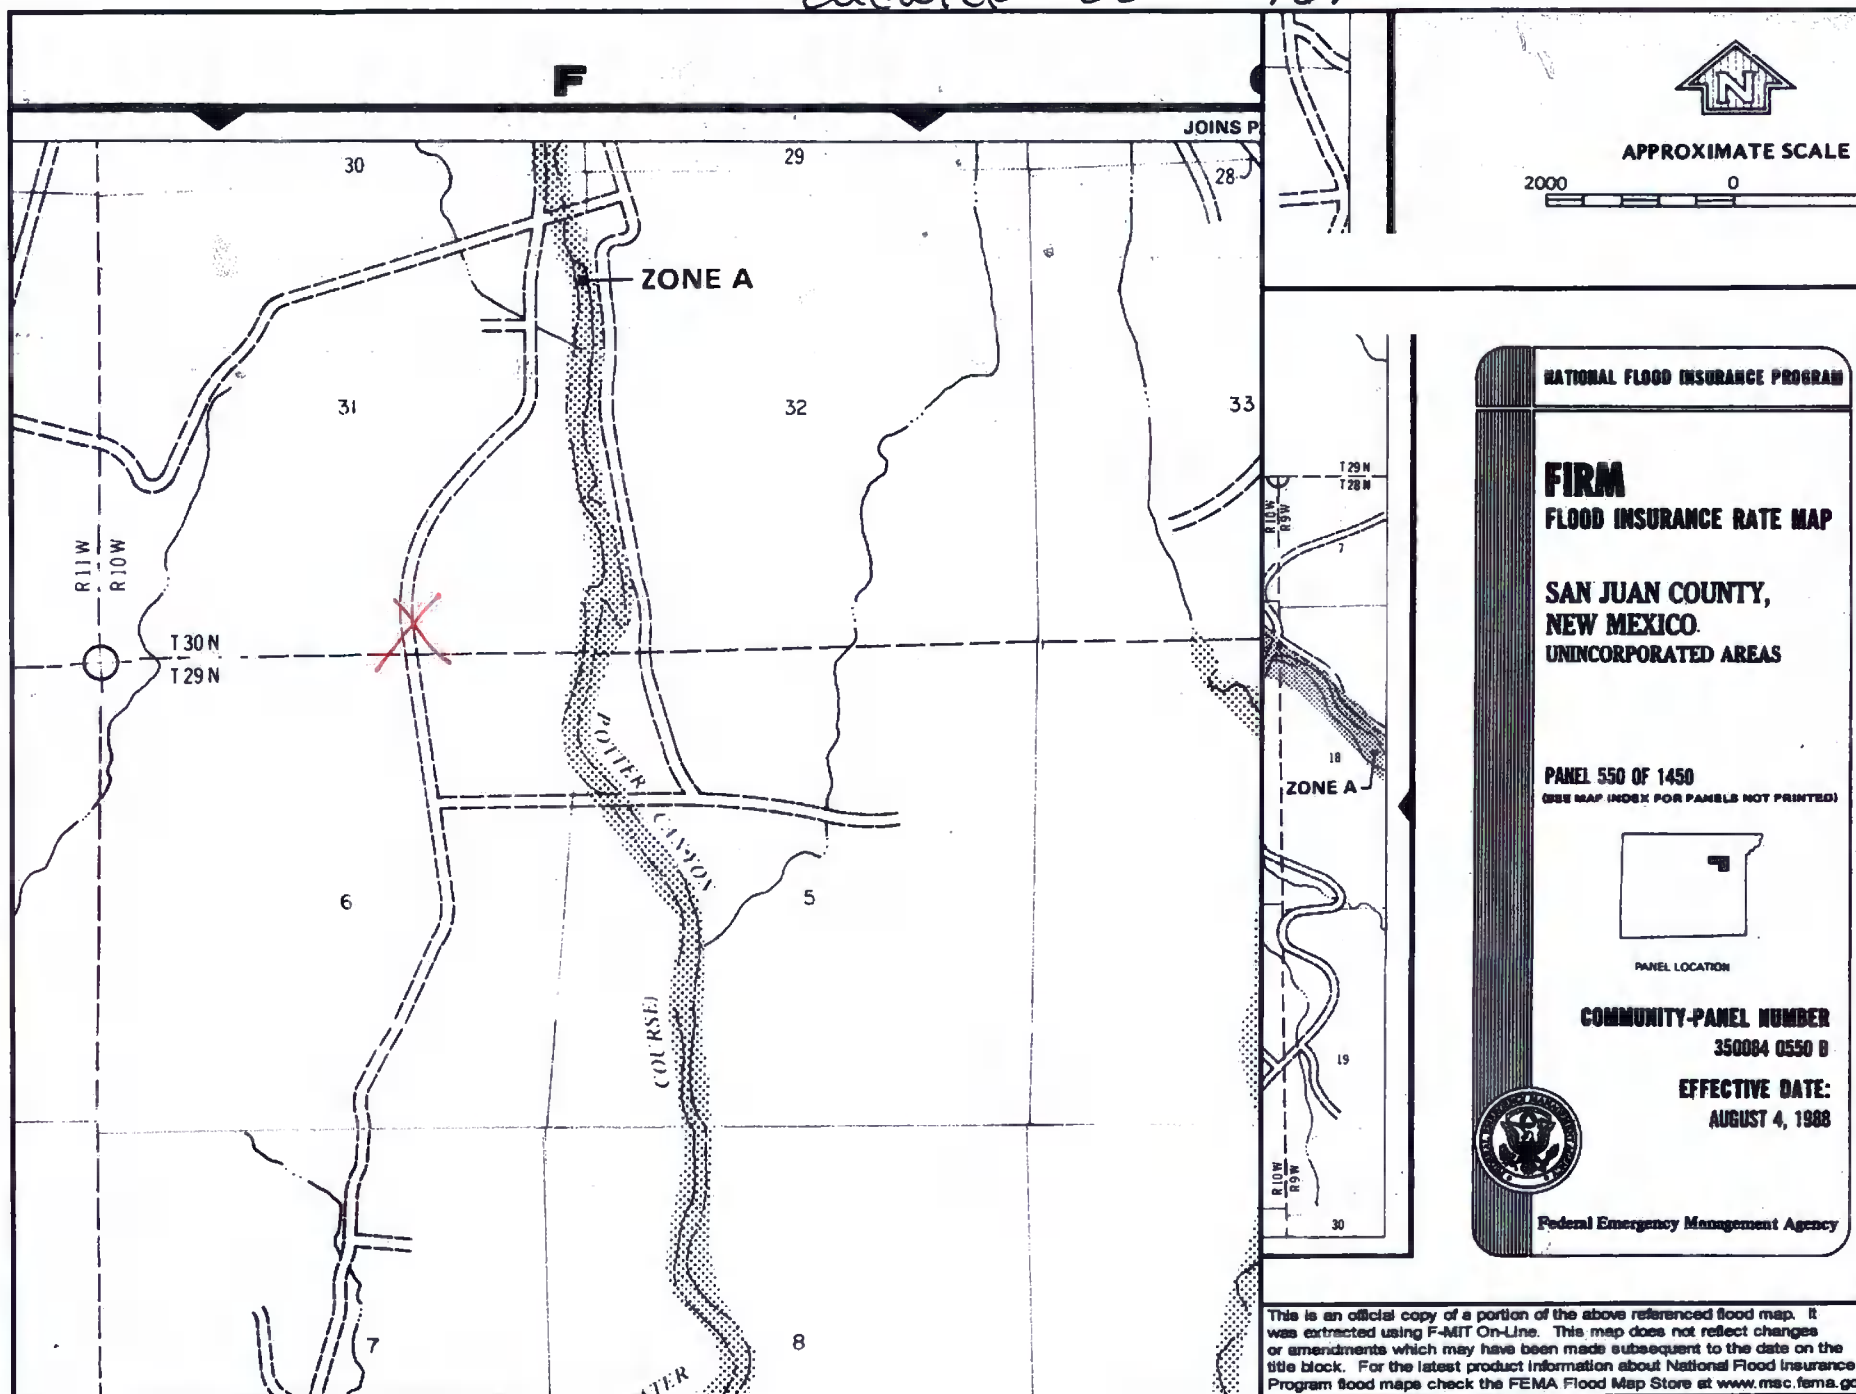 F
JOINS P
30
29
28
ZONE A
31
32
33
R11W
R10W
T30N
T29N
POTTER
CANYON
6
5
COURSE)
7
8
N
APPROXIMATE SCALE
2000 0
T29N
T28N
R10W
R9W
7
18
ZONE A
19
R10W
R9W
30
NATIONAL FLOOD INSURANCE PROGRAM
FIRM
FLOOD INSURANCE RATE MAP
SAN JUAN COUNTY,
NEW MEXICO
UNINCORPORATED AREAS
PANEL 550 OF 1450
(SEE MAP INDEX FOR PANELS NOT PRINTED)
PANEL LOCATION
COMMUNITY-PANEL NUMBER
350084 0550 B
EFFECTIVE DATE:
AUGUST 4, 1988
Federal Emergency Management Agency
This is an official copy of a portion of the above referenced flood map. It
was extracted using F-MIT On-Line. This map does not reflect changes
or amendments which may have been made subsequent to the date on the
title block. For the latest product information about National Flood Insurance
Program flood maps check the FEMA Flood Map Store at www.msc.fema.go